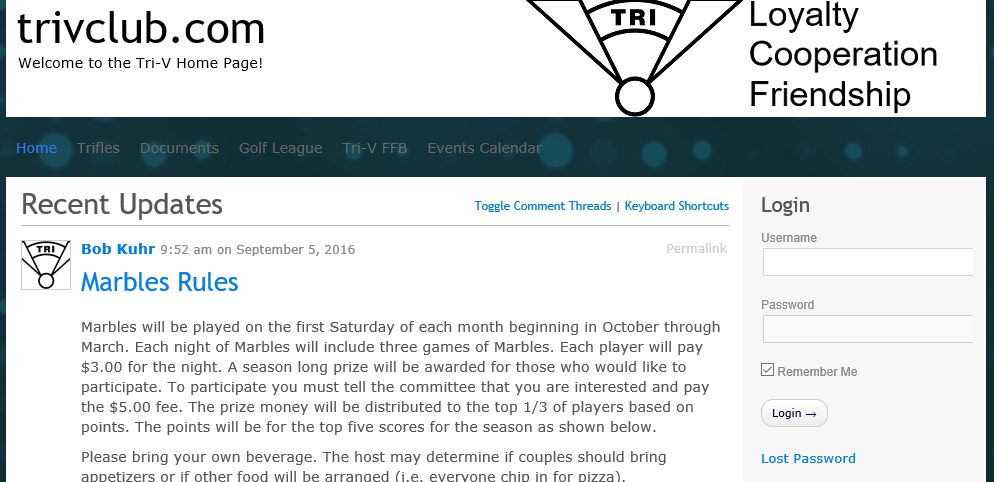 trivclub.com
Welcome to the Tri-V Home Page!
TRI
Loyalty
Cooperation
Friendship
Home Trifles Documents Golf League Tri-V FFB Events Calendar
Recent Updates
Toggle Comment Threads | Keyboard Shortcuts
TRI
Bob Kuhr 9:52 am on September 5, 2016
Permalink
Marbles Rules
Marbles will be played on the first Saturday of each month beginning in October through
March. Each night of Marbles will include three games of Marbles. Each player will pay
$3.00 for the night. A season long prize will be awarded for those who would like to
participate. To participate you must tell the committee that you are interested and pay
the $5.00 fee. The prize money will be distributed to the top 1/3 of players based on
points. The points will be for the top five scores for the season as shown below.
Please bring your own beverage. The host may determine if couples should bring
appetizers or if other food will be arranged (i.e. everyone chip in for pizza).
Login
Username
Password
Remember Me
Login →
Lost Password